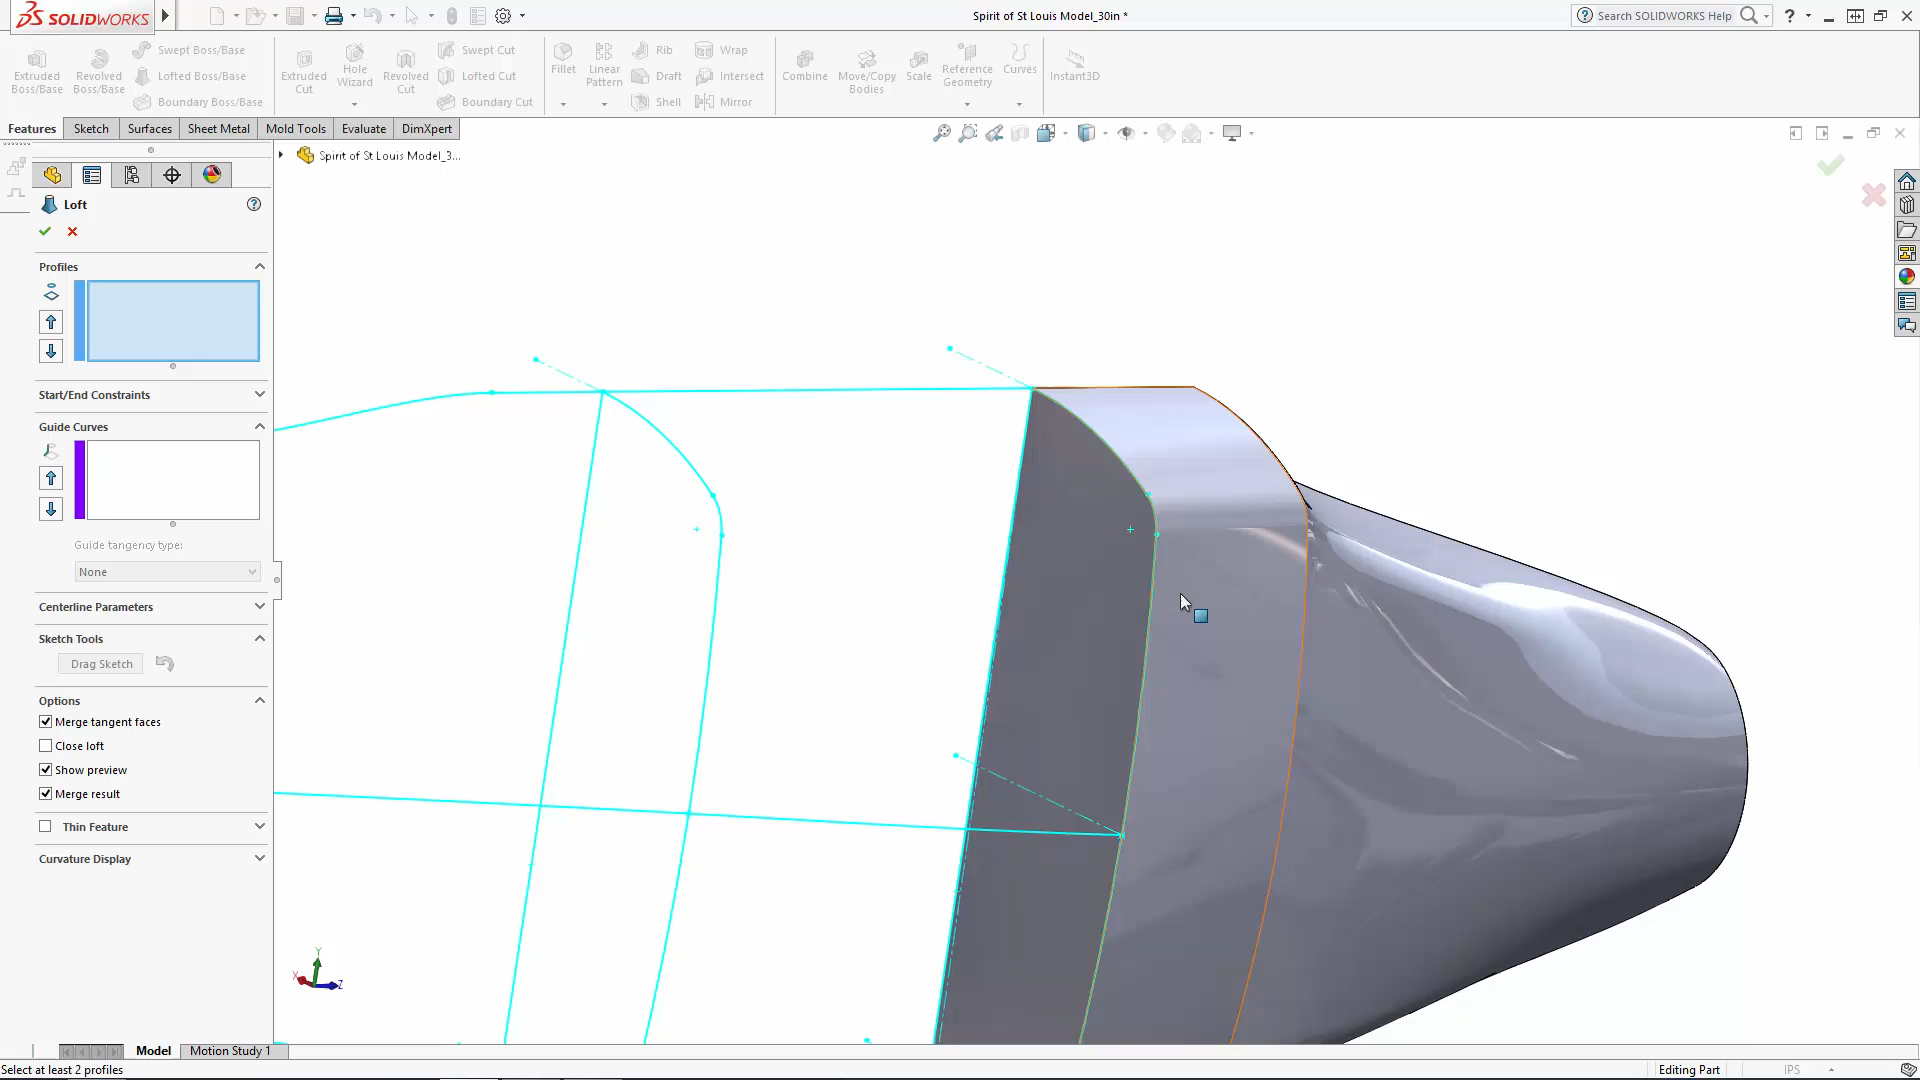 SOLIDWORKS
Spirit of St Louis Model_30in *
Search SOLIDWORKS Help
?
Extruded Boss/Base
Revolved Boss/Base
Swept Boss/Base
Lofted Boss/Base
Boundary Boss/Base
Extruded Cut
Hole Wizard
Revolved Cut
Swept Cut
Lofted Cut
Boundary Cut
Fillet
Linear Pattern
Rib
Draft
Shell
Wrap
Intersect
Mirror
Combine
Move/Copy Bodies
Scale
Reference Geometry
Curves
Instant3D
Features
Sketch
Surfaces
Sheet Metal
Mold Tools
Evaluate
DimXpert
Spirit of St Louis Model_3...
Loft
?
Profiles
Start/End Constraints
Guide Curves
Guide tangency type:
None
Centerline Parameters
Sketch Tools
Drag Sketch
Options
Merge tangent faces
Close loft
Show preview
Merge result
Thin Feature
Curvature Display
Y
X
Z
Model
Motion Study 1
Select at least 2 profiles
Editing Part
IPS